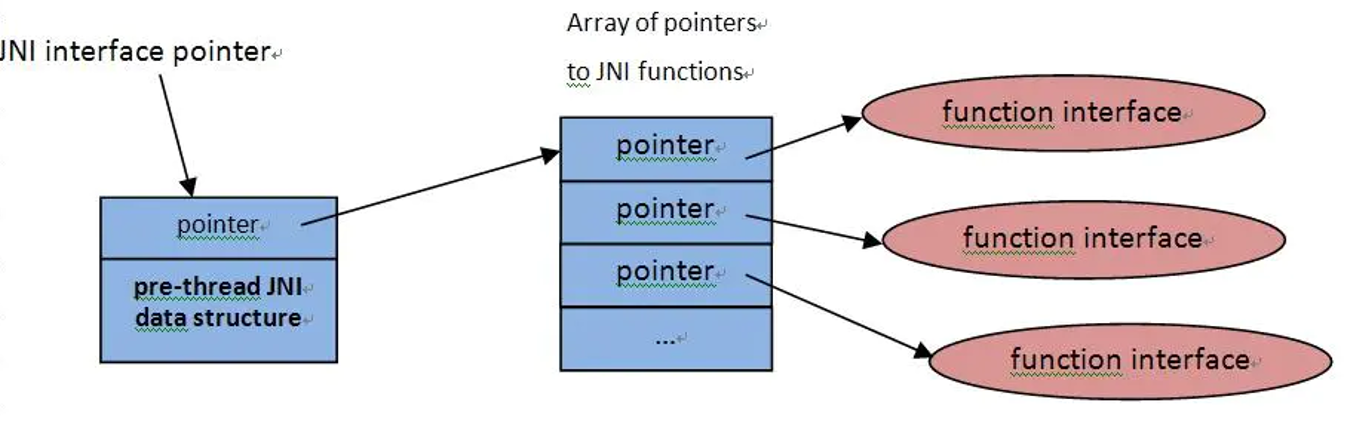 JNI interface pointer
Array of pointers
to JNI functions
pointer
pre-thread JNI
data structure
pointer
pointer
pointer
...
function interface
function interface
function interface